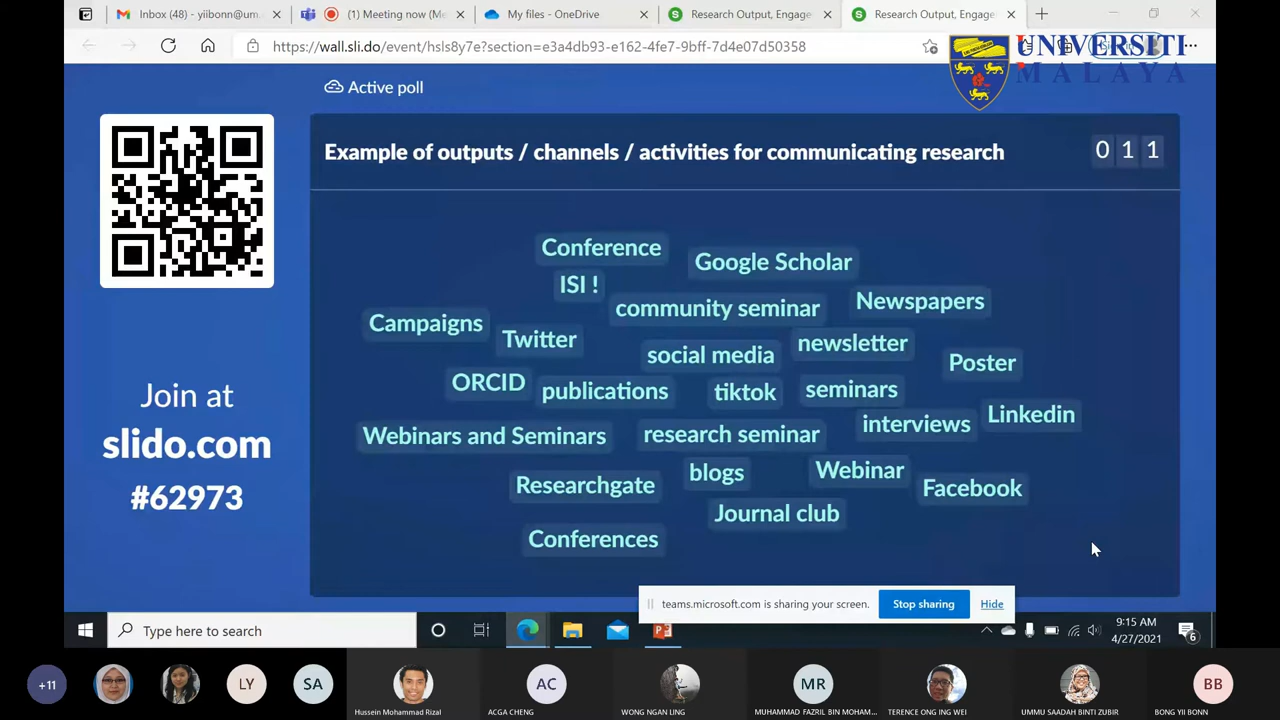 Inbox (48) - yiibonn@um.
(1) Meeting now (M
My files - OneDrive
Research Output, Engage
Research Output, Engage
https://wall.sli.do/event/hsls8y7e?section=e3a4db93-e162-4fe7-9bff-7d4e07d50358
UNIVERSITI
MALAYA
Active poll
Example of outputs / channels / activities for communicating research
0 1 1
Conference
Google Scholar
ISI !
community seminar
Newspapers
Campaigns
Twitter
social media
newsletter
Poster
ORCID
publications
tiktok
seminars
interviews
Linkedin
Webinars and Seminars
research seminar
Researchgate
blogs
Webinar
Facebook
Journal club
Conferences
Join at
slido.com
#62973
teams.microsoft.com is sharing your screen.
Stop sharing
Hide
Type here to search
9:15 AM
4/27/2021
6
+11
LY
SA
Hussein Mohammad Rizal
AC
ACGA CHENG
WONG NGAN LING
MR
MUHAMMAD FAZRIL BIN MOHAM...
TERENCE ONG ING WEI
UMMU SAADAH BINTI ZUBIR
BB
BONG YII BONN